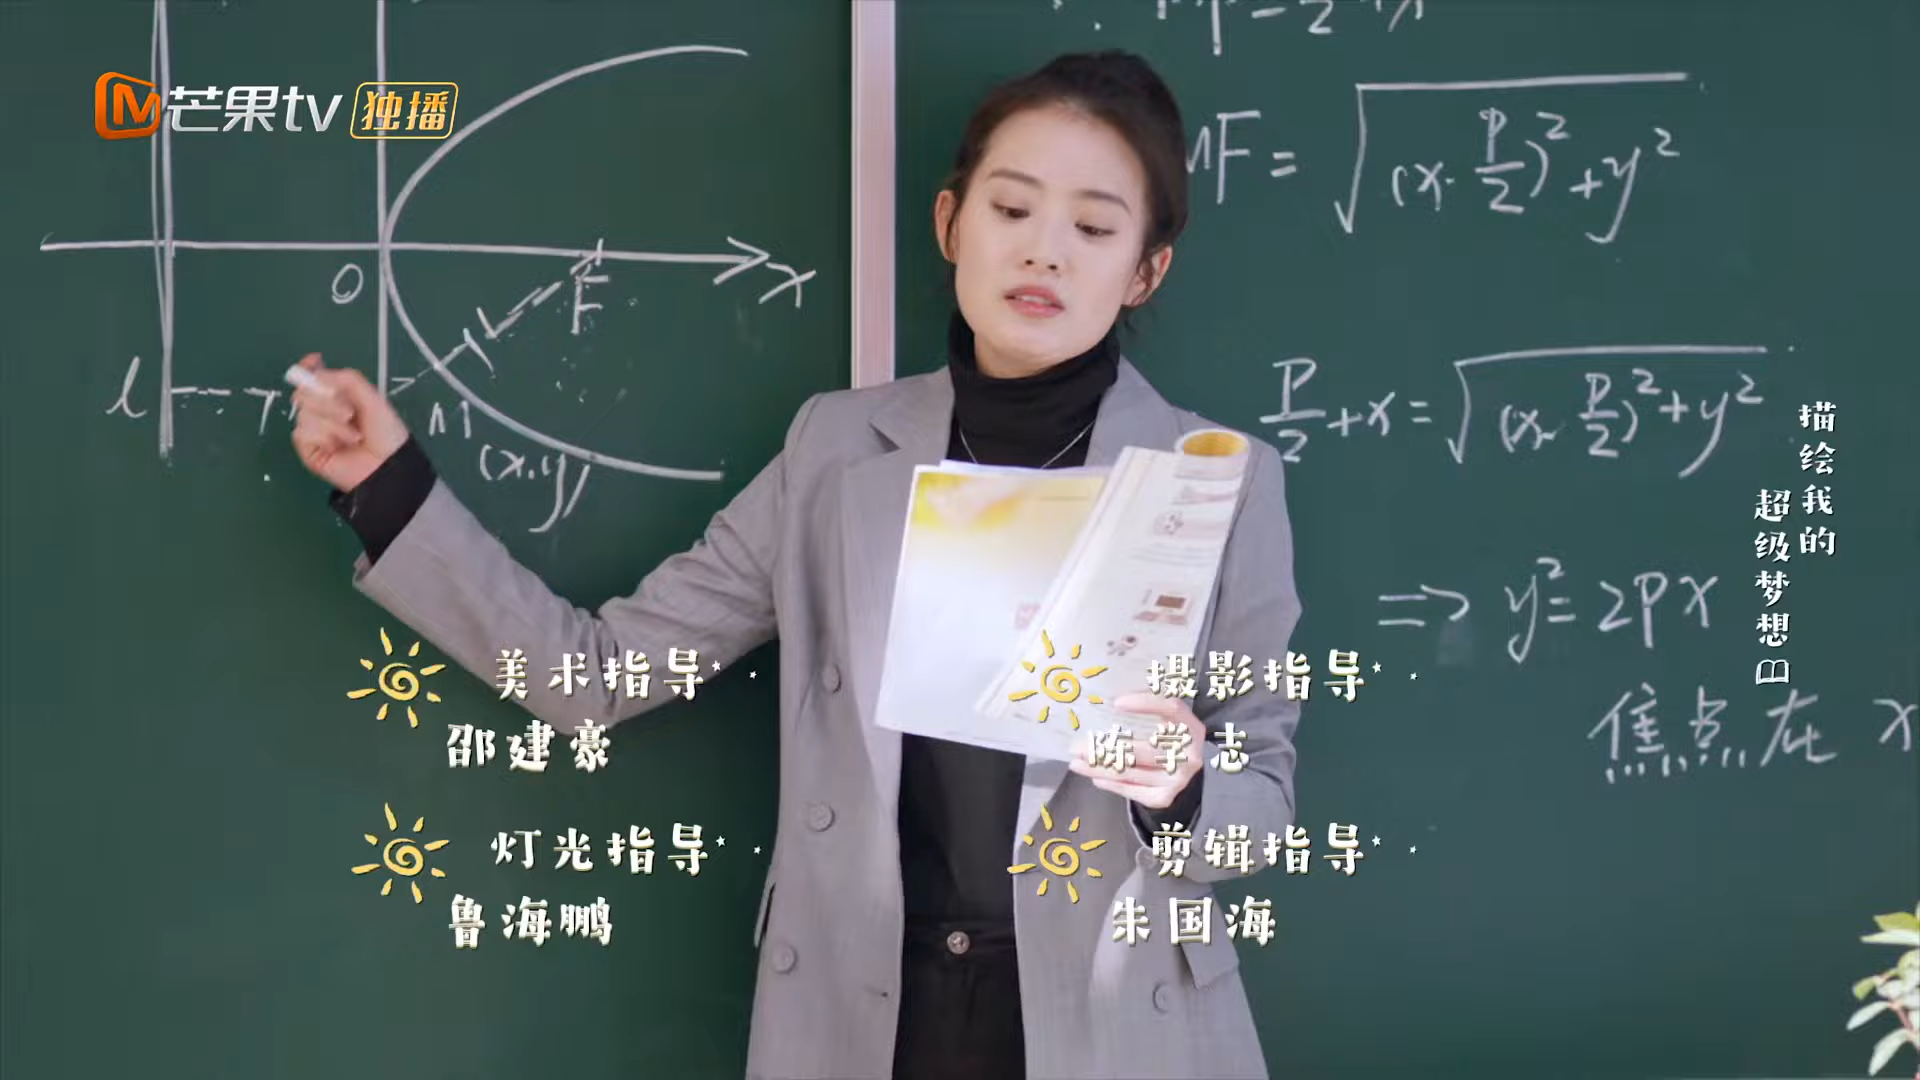 芒果tv 独播
O
x
F
l
M
(x.y)
MF = √(x-P/2)²+y²
P/2+x=√(x-P/2)²+y²
⇒ y²=2px
焦点在 x
描绘我的
超级梦想
美术指导
邵建豪
摄影指导
陈学志
灯光指导
鲁海鹏
剪辑指导
朱国海